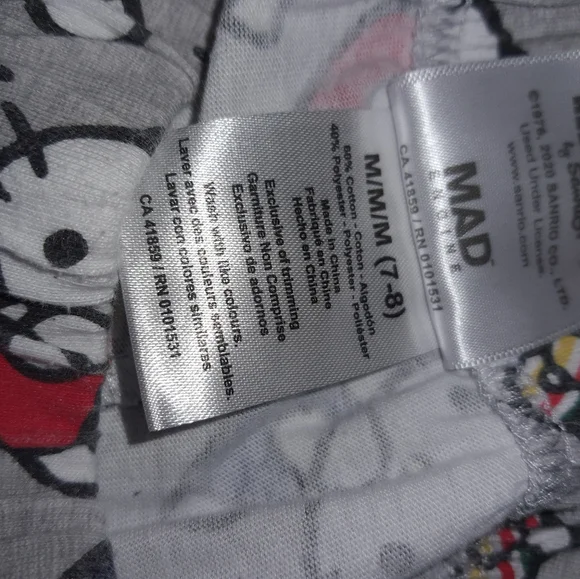 M/M/M (7-8)
60% Cotton - Coton - Algodón
40% Polyester - Polyester - Poliéster
Made in China
Fabriqué en Chine
Hecho en China
Exclusive of trimming
Garniture Non Comprise
Exclusivo de adornos
Wash with like colours.
Laver avec des couleurs semblables.
Lavar con colores similares
CA 41859 / RN 0101531
by
©1976, 2020 SANRIO CO., LTD.
Used Under License.
www.sanrio.com
MAD
ENGINE
CA 41859 / RN 0101531